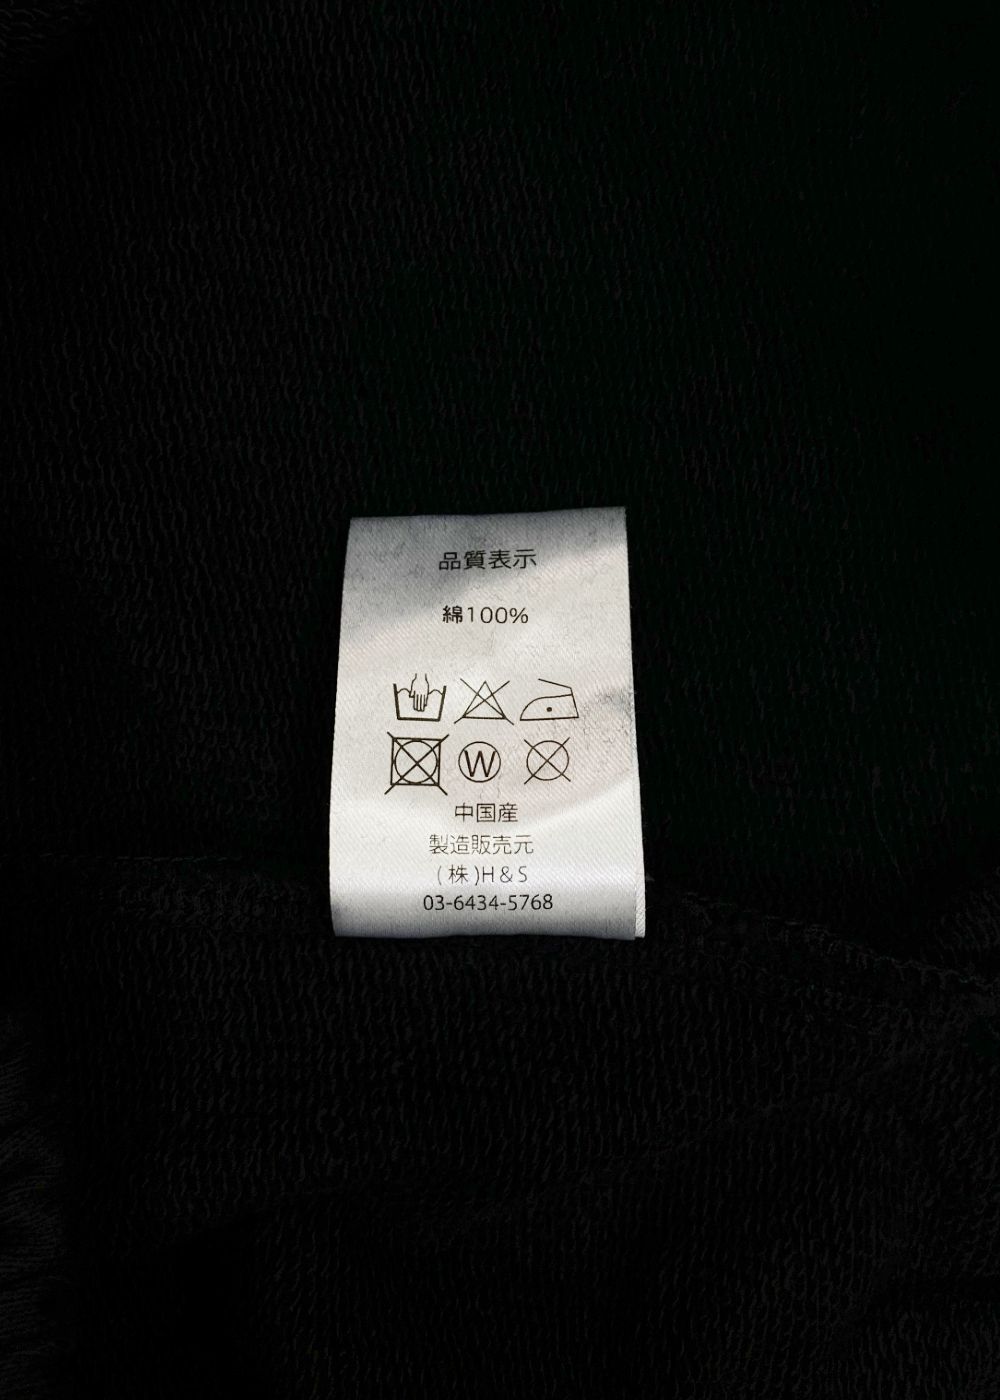 品質表示
綿100%
W
中国産
製造販売元
(株)H&S
03-6434-5768